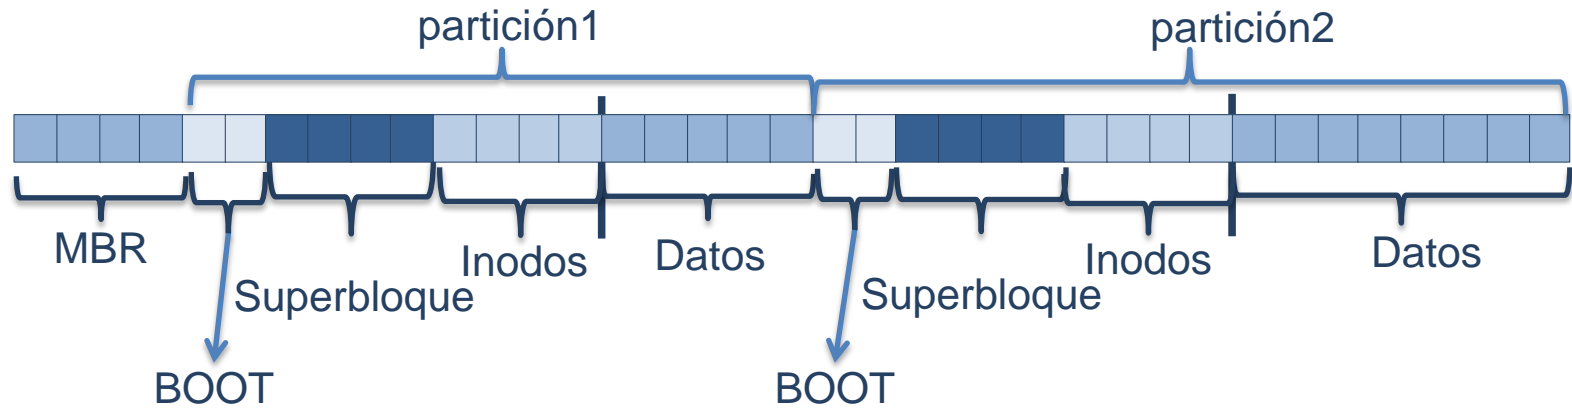 partición1
partición2
MBR
Inodos
Datos
Inodos
Datos
Superbloque
Superbloque
BOOT
BOOT